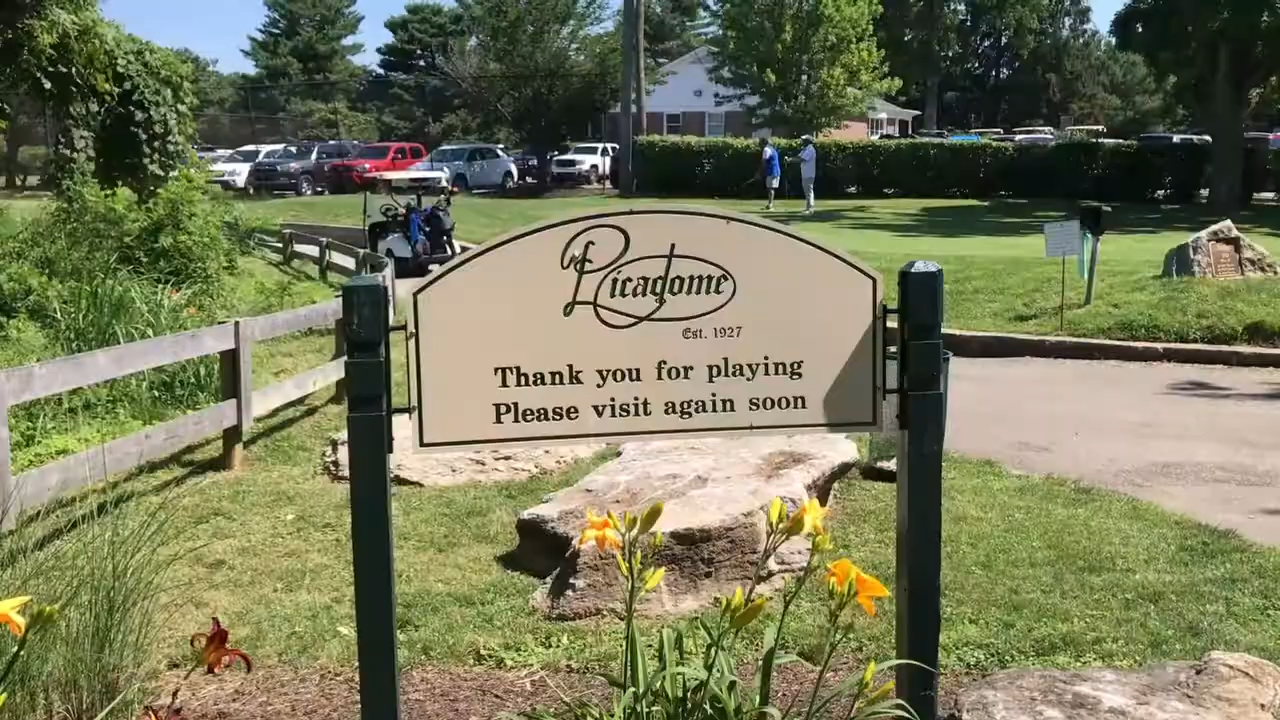 Picadome
Est. 1927
Thank you for playing
Please visit again soon